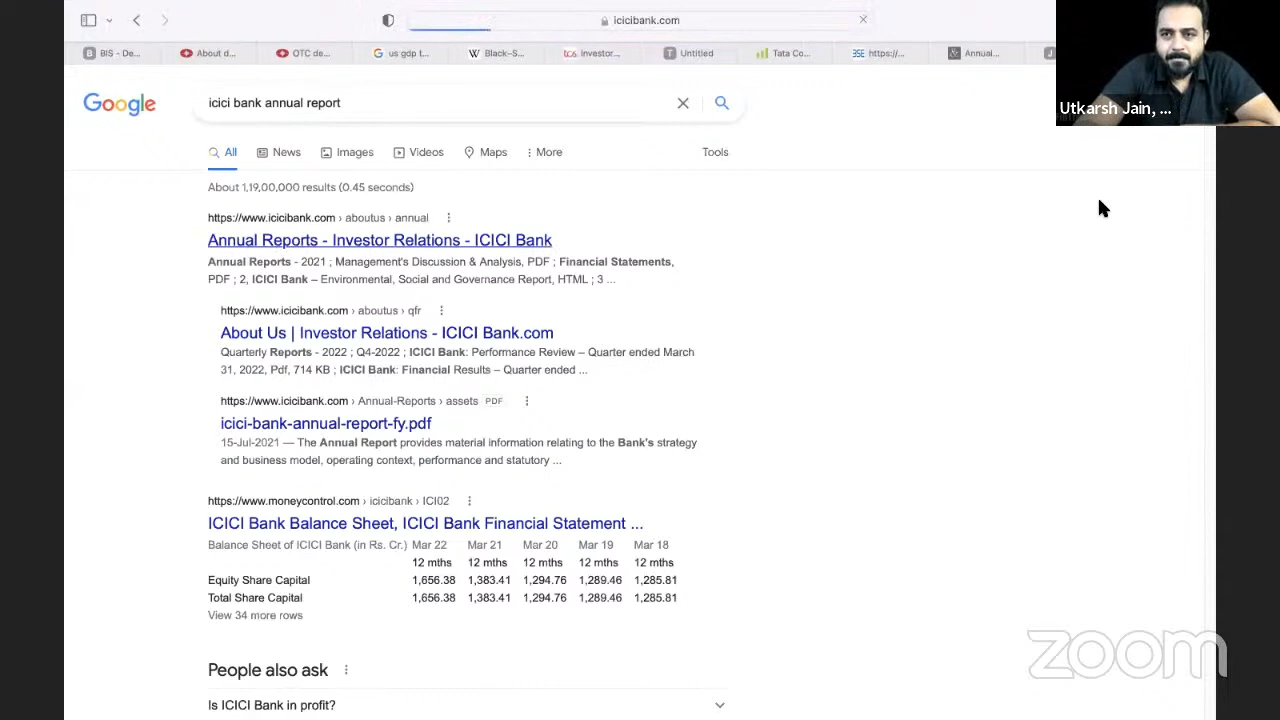 icicibank.com
BIS - De...
About d...
OTC de...
us gdp t...
Black–S...
tcs Investor...
Untitled
Tata Co...
BSE https://...
Annual...
Utkarsh Jain, ...
Google
icici bank annual report
All
News
Images
Videos
Maps
More
Tools
About 1,19,00,000 results (0.45 seconds)
https://www.icicibank.com › aboutus › annual
Annual Reports - Investor Relations - ICICI Bank
Annual Reports - 2021 ; Management's Discussion & Analysis, PDF ; Financial Statements,
PDF ; 2, ICICI Bank – Environmental, Social and Governance Report, HTML ; 3 ...
https://www.icicibank.com › aboutus › qfr
About Us | Investor Relations - ICICI Bank.com
Quarterly Reports - 2022 ; Q4-2022 ; ICICI Bank: Performance Review – Quarter ended March
31, 2022, Pdf, 714 KB ; ICICI Bank: Financial Results – Quarter ended ...
https://www.icicibank.com › Annual-Reports › assets PDF
icici-bank-annual-report-fy.pdf
15-Jul-2021 — The Annual Report provides material information relating to the Bank's strategy
and business model, operating context, performance and statutory ...
https://www.moneycontrol.com › icicibank › ICI02
ICICI Bank Balance Sheet, ICICI Bank Financial Statement ...
Balance Sheet of ICICI Bank (in Rs. Cr.) Mar 22 Mar 21 Mar 20 Mar 19 Mar 18
12 mths 12 mths 12 mths 12 mths 12 mths
Equity Share Capital 1,656.38 1,383.41 1,294.76 1,289.46 1,285.81
Total Share Capital 1,656.38 1,383.41 1,294.76 1,289.46 1,285.81
View 34 more rows
zoom
People also ask
Is ICICI Bank in profit?